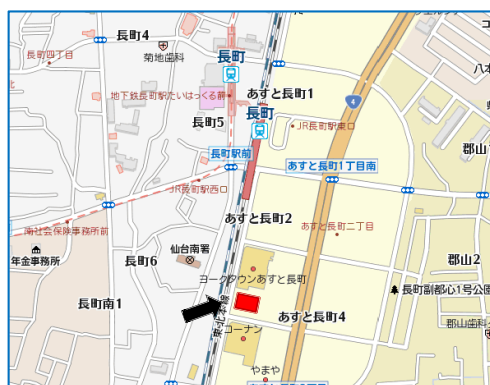 長町4
長町四丁目
菊地歯科
長町
地下鉄長町駅たいはっくる前
あすと長町1
4
長町
長町5
JR長町駅東口
郡山1
長町駅前
あすと長町1丁目南
JR長町駅西口
あすと長町2
あすと長町二丁目
南社会保険事務所前
仙台南署
年金事務所
長町6
郡山2
ヨークタウンあすと長町
長町副都心1号公園
長町南1
あすと長町4
コーナン
郡山歯科
やまや